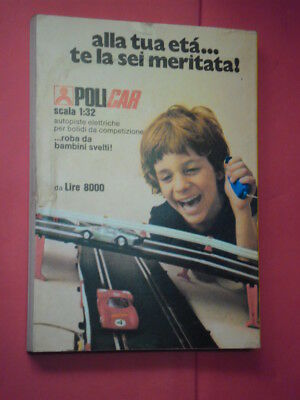 alla tua etá...
te la sei meritata!
POLICAR
scala 1:32
autopiste elettriche
per bolidi da competizione
...roba da
bambini svelti!
da Lire 8000
4